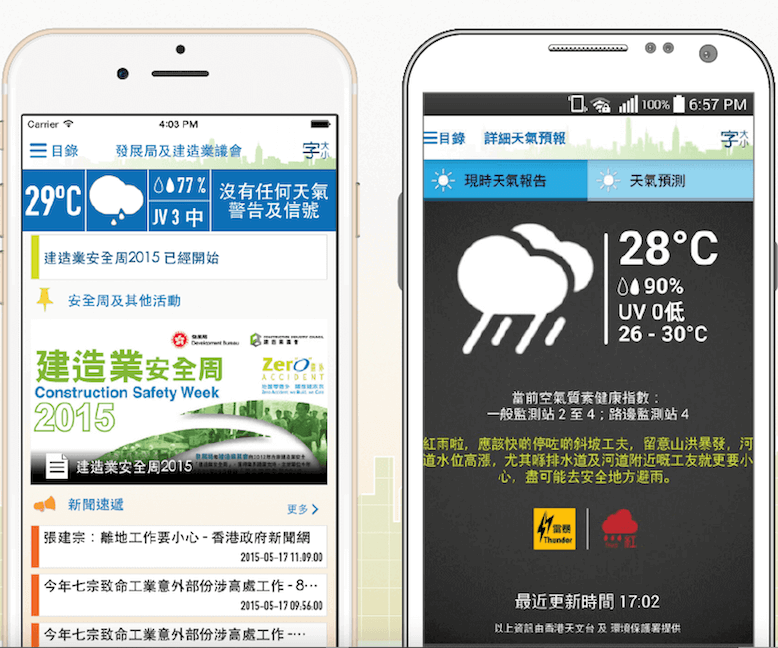 Carrier 4:03 PM
目錄 發展局及建造業議會 字大小
29ºC 77 % UV 3 中 沒有任何天氣
警告及信號
建造業安全周2015 已經開始
安全周及其他活動
發展局
Development Bureau
CONSTRUCTION INDUSTRY COUNCIL
建造業議會
建造業安全周
Construction Safety Week
2015
Zero
ACCIDENT
建造業安全周2015
新聞速遞 更多
張建宗：離地工作要小心 - 香港政府新聞網
2015-05-17 11:09:00
今年七宗致命工業意外部份涉高處工作 - 8⋯
2015-05-17 09:56:00
今年七宗致命工業意外部份涉高處工作 -⋯
100% 6:57 PM
目錄 詳細天氣預報 字大小
現時天氣報告 天氣預測
28°C
90%
UV 0低
26 - 30°C
當前空氣質素健康指數：
一般監測站 2 至 4；路邊監測站 4
紅雨啦，應該快啲停咗啲斜坡工夫，留意山洪暴發，河
道水位高漲，尤其喺排水道及河道附近嘅工友就更要小
心，盡可能去安全地方避雨。
雷暴
Thunder
紅
最近更新時間 17:02
以上資訊由香港天文台 及 環境保護署提供